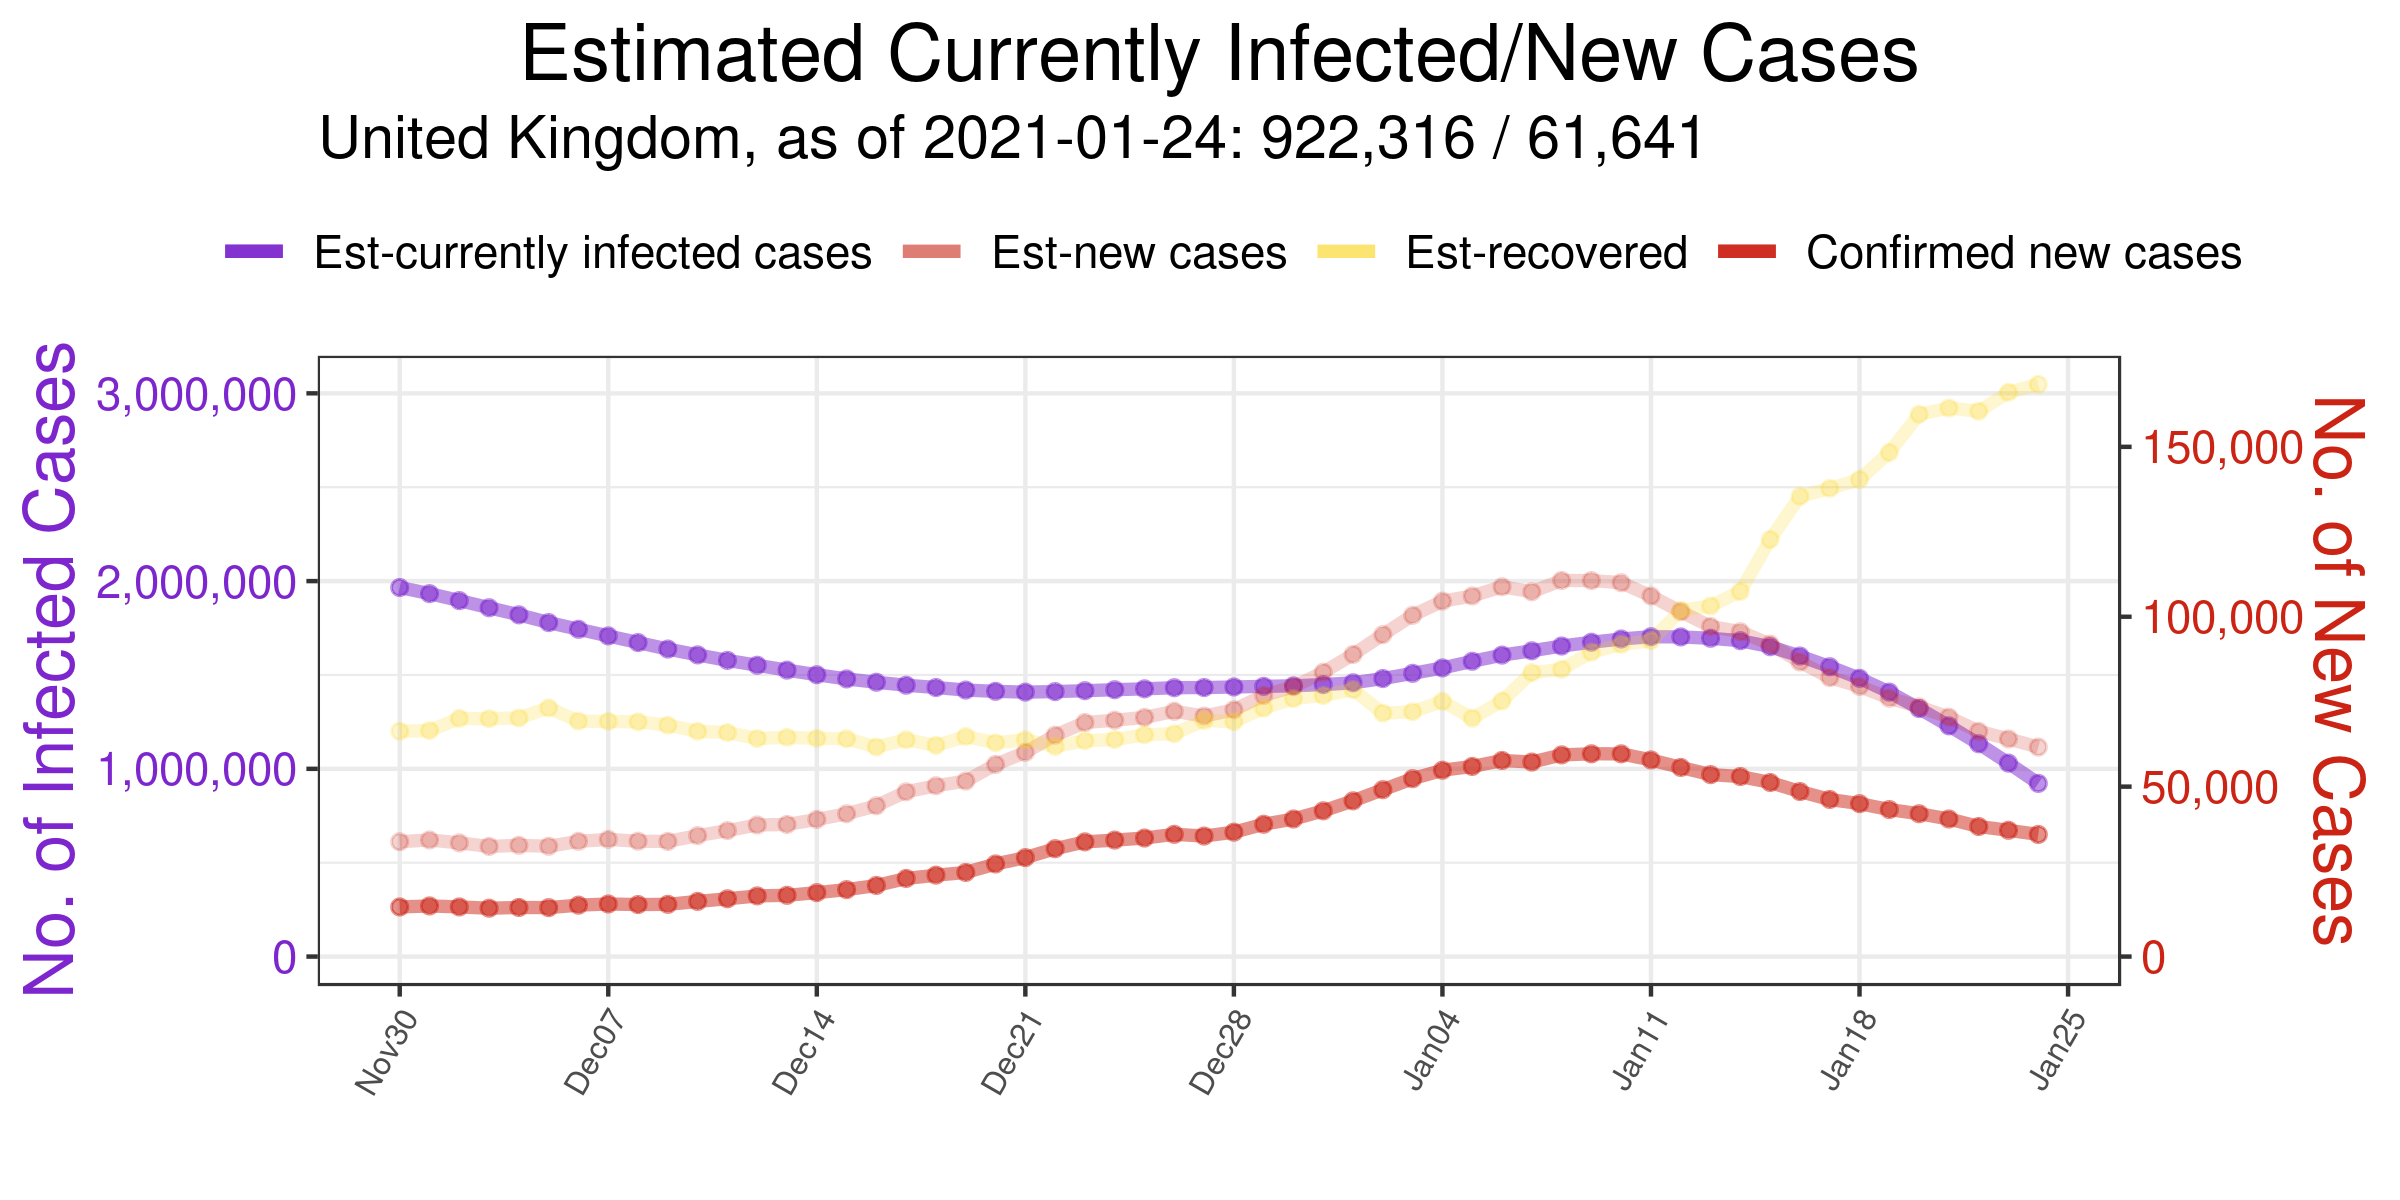 Estimated Currently Infected/New Cases
United Kingdom, as of 2021-01-24: 922,316 / 61,641
Est-currently infected cases Est-new cases Est-recovered Confirmed new cases
No. of Infected Cases
3,000,000
2,000,000
1,000,000
0
150,000
100,000
50,000
0
No. of New Cases
Nov30 Dec07 Dec14 Dec21 Dec28 Jan04 Jan11 Jan18 Jan25